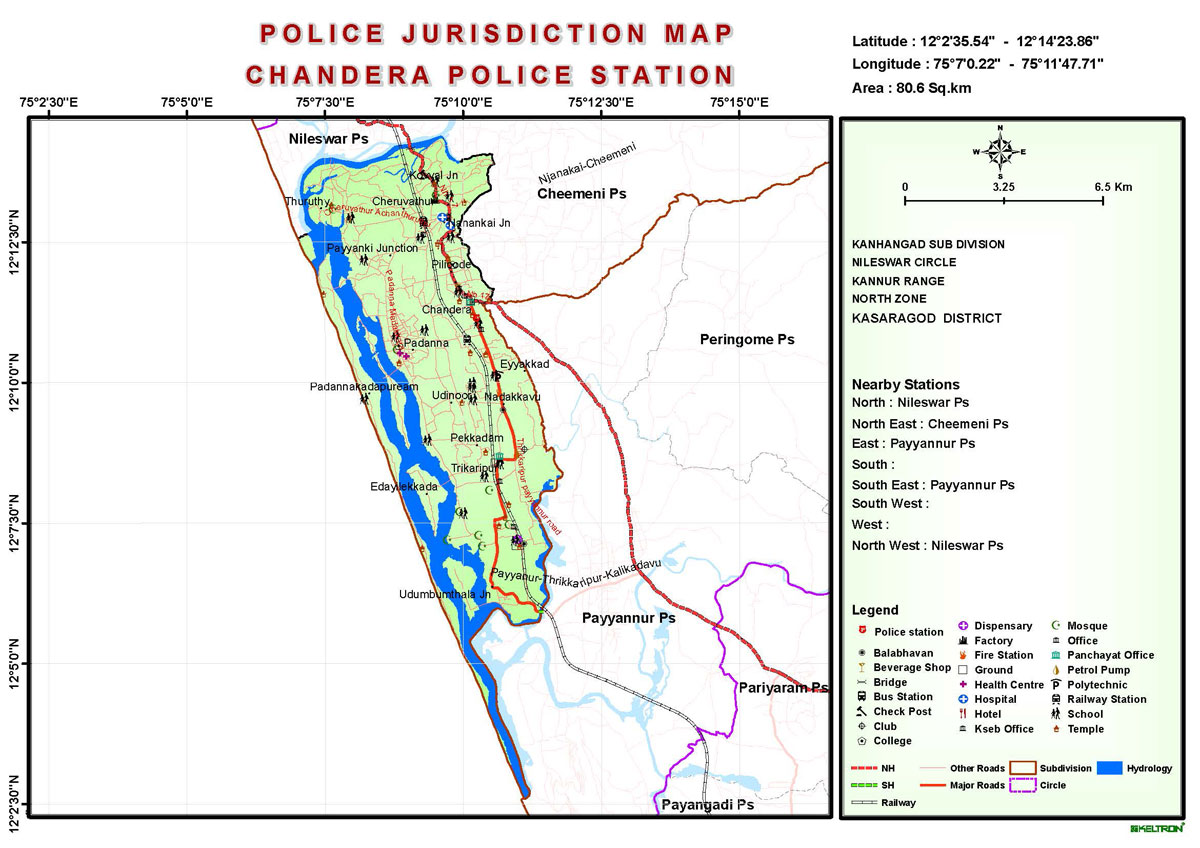 POLICE JURISDICTION MAP
CHANDERA POLICE STATION
Latitude : 12°2'35.54" - 12°14'23.86"
Longitude : 75°7'0.22" - 75°11'47.71"
Area : 80.6 Sq.km
75°2'30"E 75°5'0"E 75°7'30"E 75°10'0"E 75°12'30"E 75°15'0"E
12°12'30"N
12°10'0"N
12°7'30"N
12°5'0"N
12°2'30"N
Nileswar Ps
Njanakai-Cheemeni
Cheemeni Ps
Thuruthy
Cheruvathur
Payyanki Junction
Pilicode
Chandera
Padanna
Peringome Ps
Eyyakkad
Padannakadapuream
Udinoor
Nadakkavu
Pekkadam
Trikaripur
Edayilekkada
Thrikkaripur payyannur road
Payyanur-Thrikkaripur-Kalikadavu
Udumbumthala Jn
Payyannur Ps
Pariyaram Ps
Payangadi Ps
N
W E
S
0 3.25 6.5 Km
KANHANGAD SUB DIVISION
NILESWAR CIRCLE
KANNUR RANGE
NORTH ZONE
KASARAGOD DISTRICT
Nearby Stations
North : Nileswar Ps
North East : Cheemeni Ps
East : Payyannur Ps
South :
South East : Payyannur Ps
South West :
West :
North West : Nileswar Ps
Legend
Police station
Balabhavan
Beverage Shop
Bridge
Bus Station
Check Post
Club
College
Dispensary
Factory
Fire Station
Ground
Health Centre
Hospital
Hotel
Kseb Office
Mosque
Office
Panchayat Office
Petrol Pump
Polytechnic
Railway Station
School
Temple
NH
SH
Railway
Other Roads
Major Roads
Subdivision
Circle
Hydrology
KELTRON